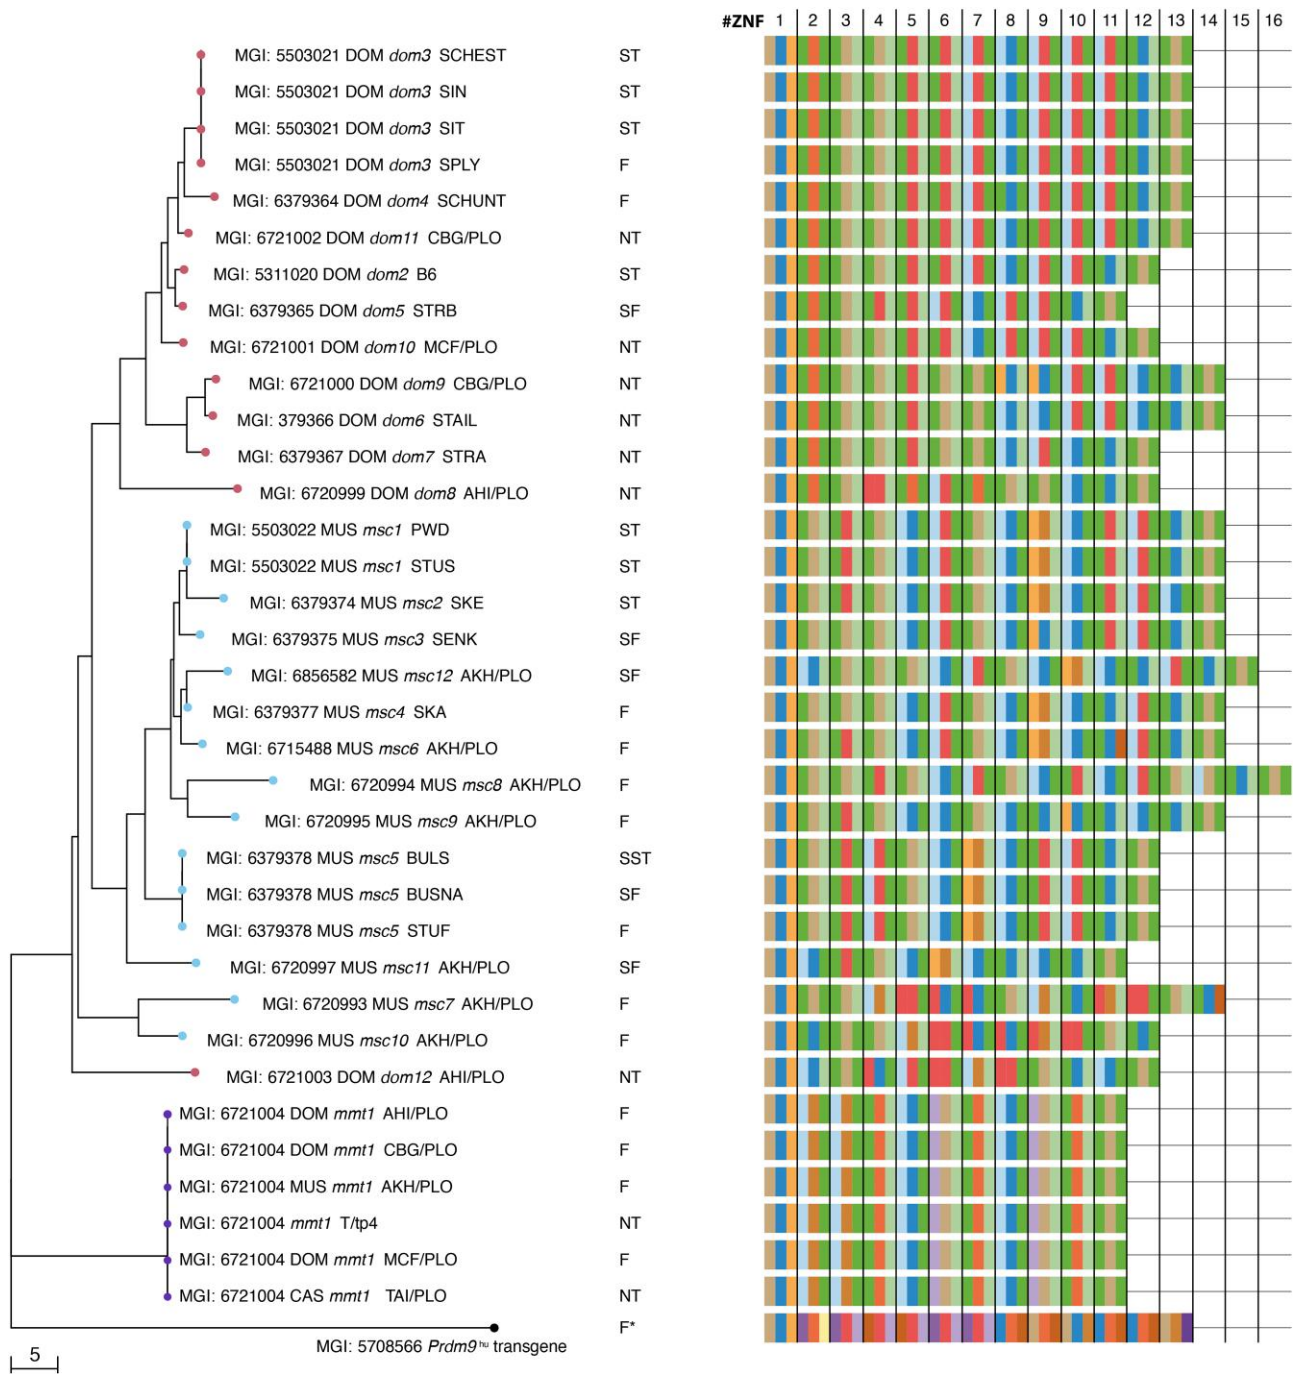 #ZNF 1 2 3 4 5 6 7 8 9 10 11 12 13 14 15 16
MGI: 5503021 DOM dom3 SCHEST ST
MGI: 5503021 DOM dom3 SIN ST
MGI: 5503021 DOM dom3 SIT ST
MGI: 5503021 DOM dom3 SPLY F
MGI: 6379364 DOM dom4 SCHUNT F
MGI: 6721002 DOM dom11 CBG/PLO NT
MGI: 5311020 DOM dom2 B6 ST
MGI: 6379365 DOM dom5 STRB SF
MGI: 6721001 DOM dom10 MCF/PLO NT
MGI: 6721000 DOM dom9 CBG/PLO NT
MGI: 379366 DOM dom6 STAIL NT
MGI: 6379367 DOM dom7 STRA NT
MGI: 6720999 DOM dom8 AHI/PLO NT
MGI: 5503022 MUS msc1 PWD ST
MGI: 5503022 MUS msc1 STUS ST
MGI: 6379374 MUS msc2 SKE ST
MGI: 6379375 MUS msc3 SENK SF
MGI: 6856582 MUS msc12 AKH/PLO SF
MGI: 6379377 MUS msc4 SKA F
MGI: 6715488 MUS msc6 AKH/PLO F
MGI: 6720994 MUS msc8 AKH/PLO F
MGI: 6720995 MUS msc9 AKH/PLO F
MGI: 6379378 MUS msc5 BULS SST
MGI: 6379378 MUS msc5 BUSNA SF
MGI: 6379378 MUS msc5 STUF F
MGI: 6720997 MUS msc11 AKH/PLO SF
MGI: 6720993 MUS msc7 AKH/PLO F
MGI: 6720996 MUS msc10 AKH/PLO F
MGI: 6721003 DOM dom12 AHI/PLO NT
MGI: 6721004 DOM mmt1 AHI/PLO F
MGI: 6721004 DOM mmt1 CBG/PLO F
MGI: 6721004 MUS mmt1 AKH/PLO F
MGI: 6721004 mmt1 T/tp4 NT
MGI: 6721004 DOM mmt1 MCF/PLO F
MGI: 6721004 CAS mmt1 TAI/PLO NT
F*
MGI: 5708566 Prdm9 hu transgene
5